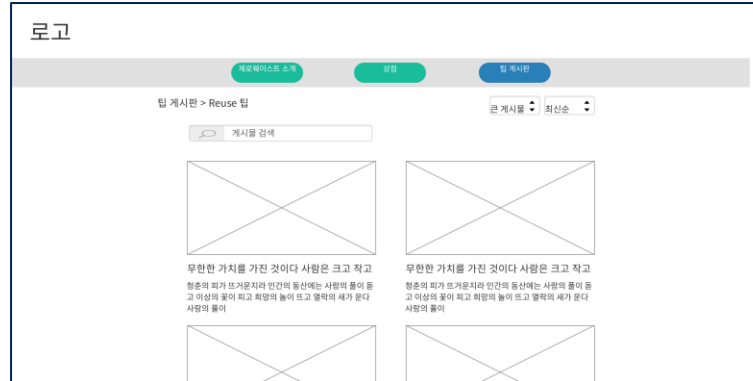 로고
제로웨이스트 소개
상점
팁 게시판
팁 게시판 > Reuse 팁
큰 게시물
최신순
게시물 검색
무한한 가치를 가진 것이다 사람은 크고 작고
무한한 가치를 가진 것이다 사람은 크고 작고
청춘의 피가 뜨거운지라 인간의 동산에는 사랑의 풀이 돋
고 이상의 꽃이 피고 희망의 놀이 뜨고 열락의 새가 운다
사랑의 풀이
청춘의 피가 뜨거운지라 인간의 동산에는 사랑의 풀이 돋
고 이상의 꽃이 피고 희망의 놀이 뜨고 열락의 새가 운다
사랑의 풀이